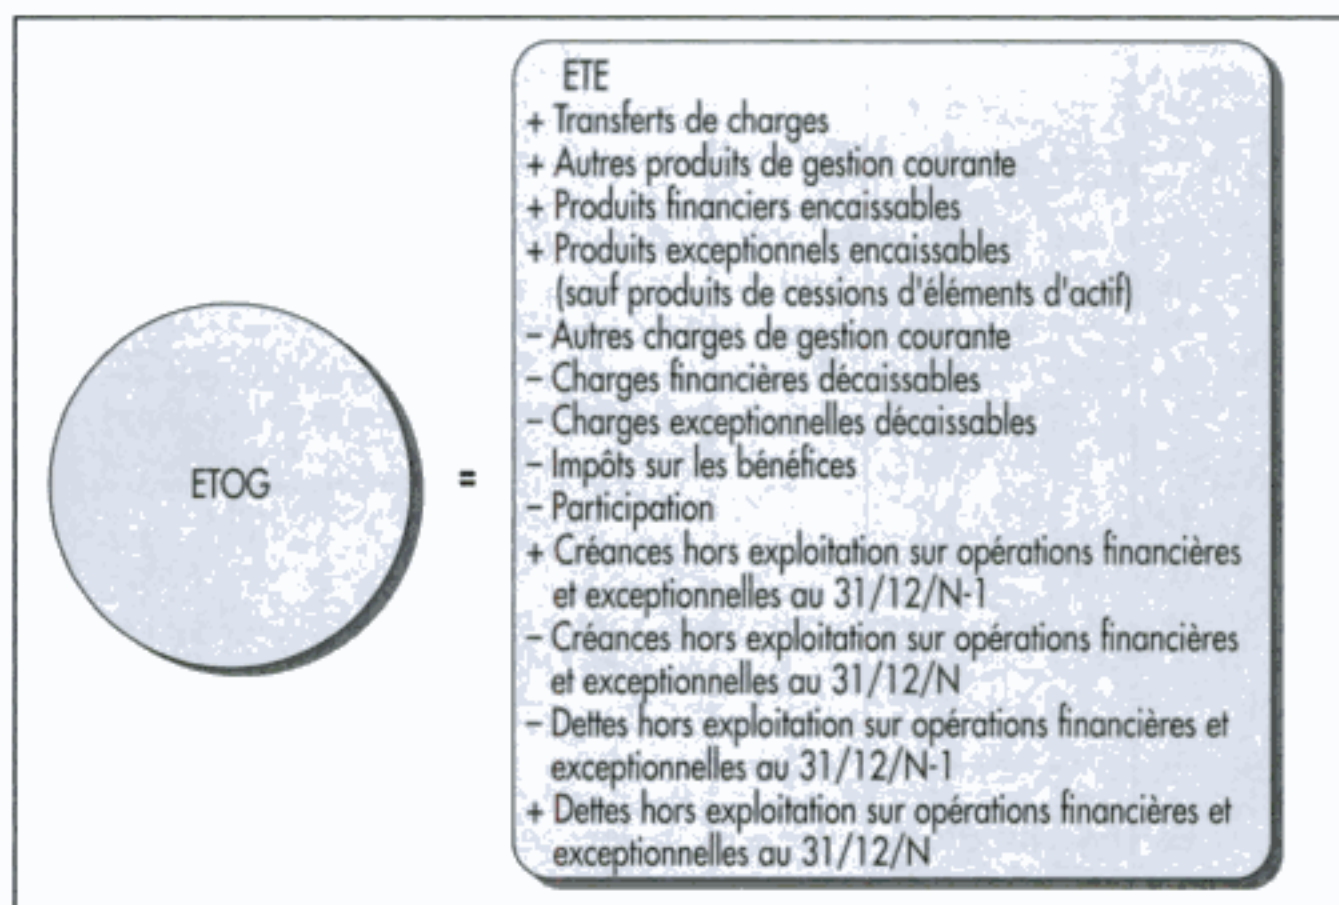 ETOG
=
ETE
+ Transferts de charges
+ Autres produits de gestion courante
+ Produits financiers encaissables
+ Produits exceptionnels encaissables
(sauf produits de cessions d'éléments d'actif)
– Autres charges de gestion courante
– Charges financières décaissables
– Charges exceptionnelles décaissables
– Impôts sur les bénéfices
– Participation
+ Créances hors exploitation sur opérations financières
et exceptionnelles au 31/12/N-1
– Créances hors exploitation sur opérations financières
et exceptionnelles au 31/12/N
– Dettes hors exploitation sur opérations financières et
exceptionnelles au 31/12/N-1
+ Dettes hors exploitation sur opérations financières et
exceptionnelles au 31/12/N